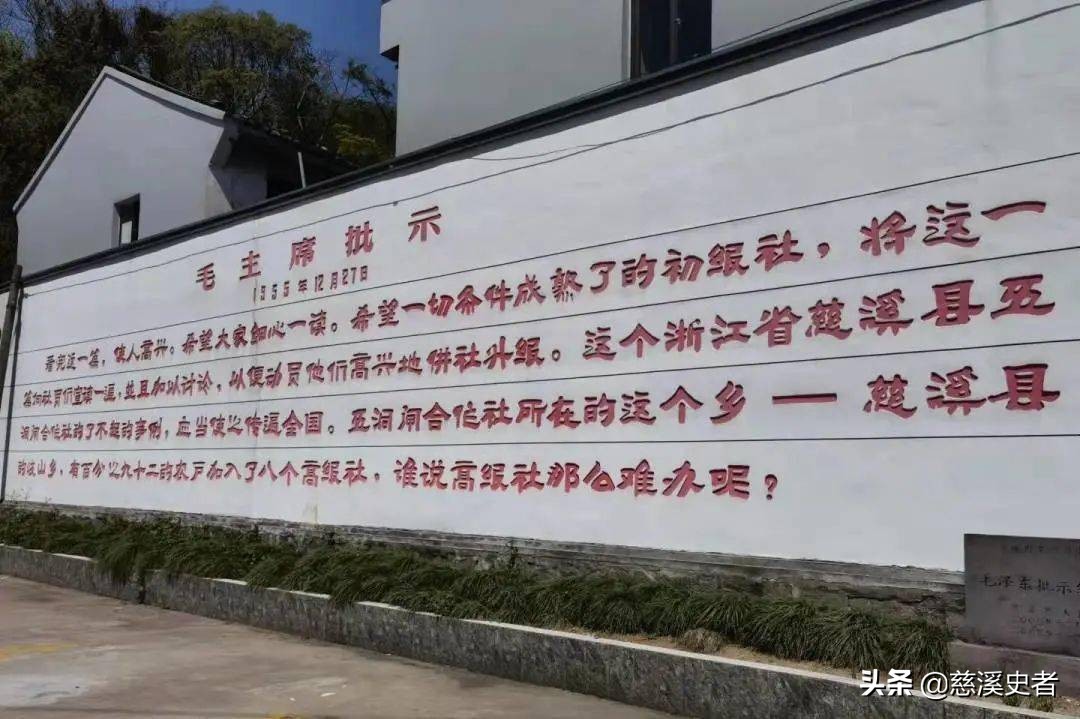 毛主席批示
1955年12月27日
看完这一篇，使人高兴。希望大家细心一读。希望一切条件成熟了的初级社，将这一
篇向社员们宣读一遍，并且加以讨论，以便动员他们高兴地併社升级。这个浙江省慈溪县五
洞闸合作社的了不起的事例，应当使之传遍全国。五洞闸合作社所在的这个乡——慈溪县
的岐山乡，有百分之九十二的农户加入了八个高级社，谁说高级社那么难办呢？
毛泽东批示
头条 @慈溪史者